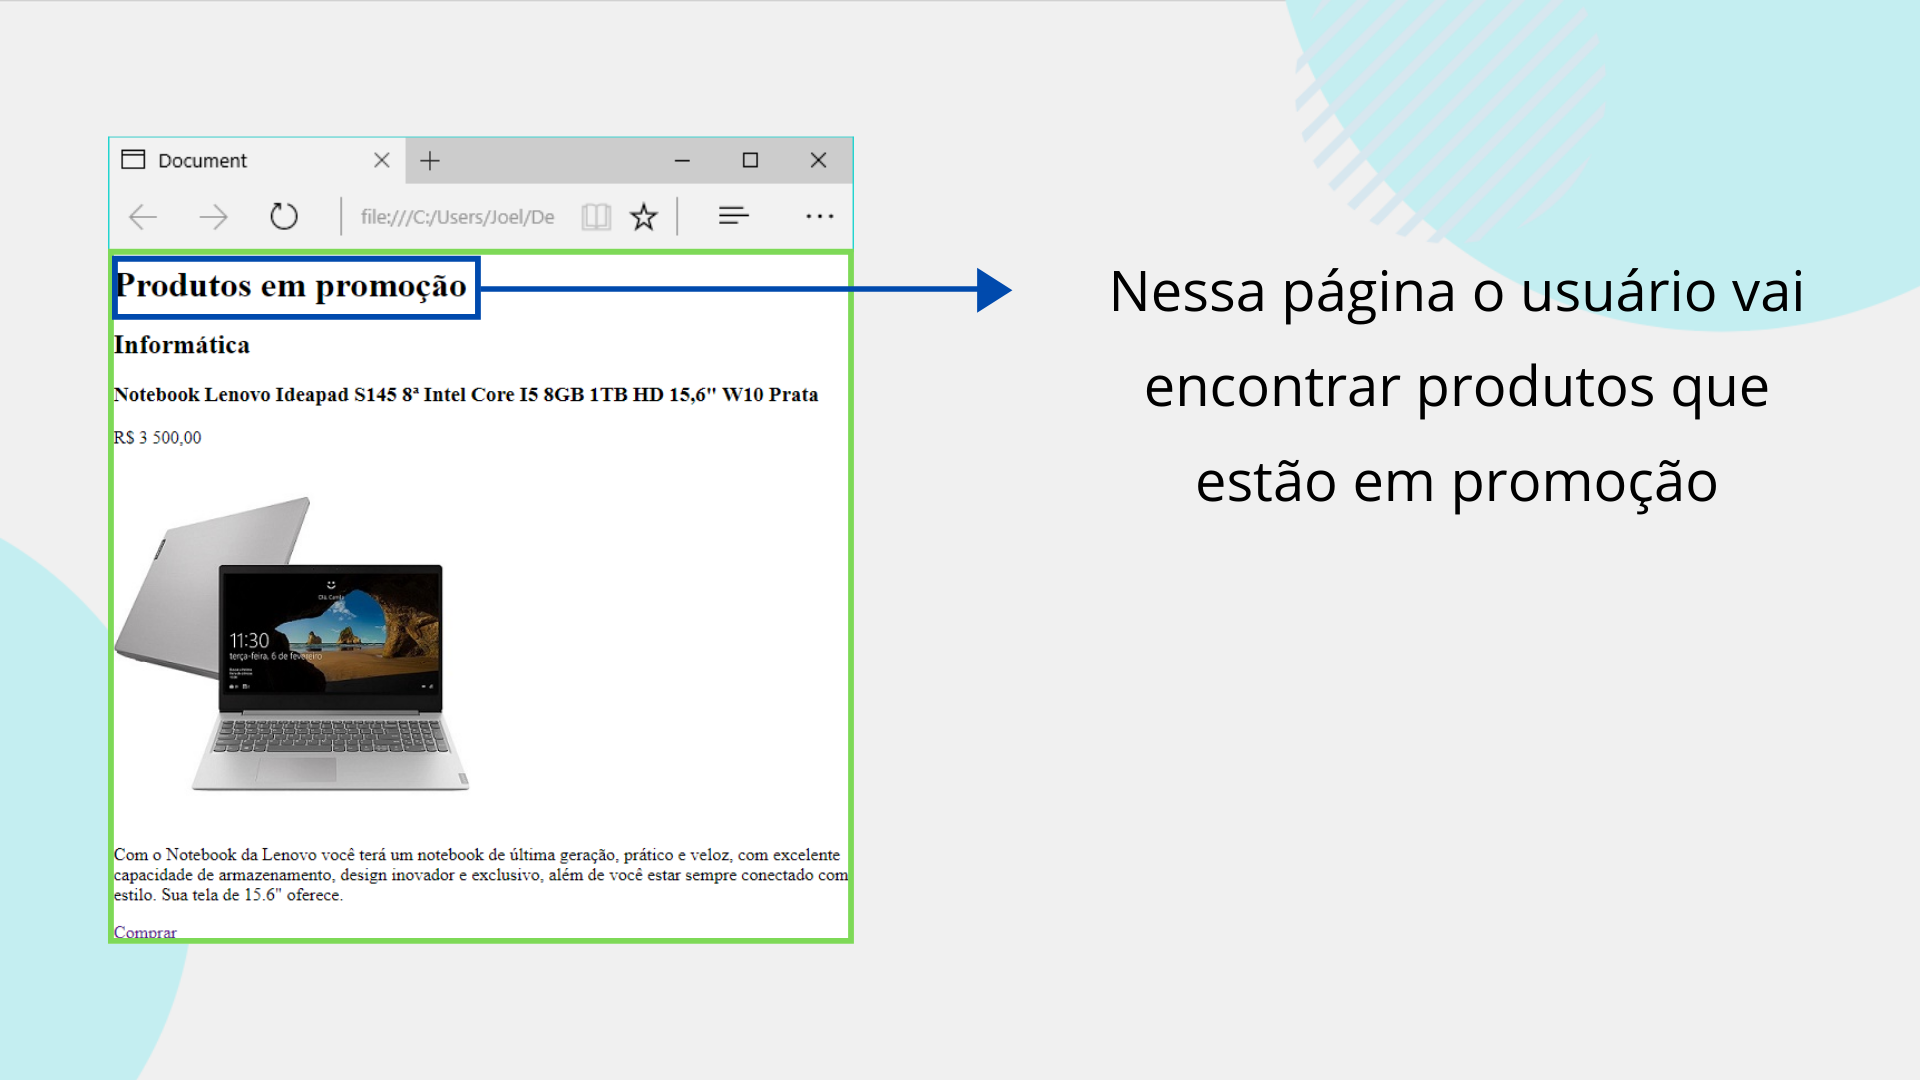 Document
file:///C:/Users/Joel/De
Produtos em promoção
Informática
Notebook Lenovo Ideapad S145 8ª Intel Core I5 8GB 1TB HD 15,6" W10 Prata
R$ 3 500,00
11:30
terça-feira, 6 de fevereiro
Com o Notebook da Lenovo você terá um notebook de última geração, prático e veloz, com excelente
capacidade de armazenamento, design inovador e exclusivo, além de você estar sempre conectado com
estilo. Sua tela de 15.6" oferece.
Comprar
Nessa página o usuário vai
encontrar produtos que
estão em promoção